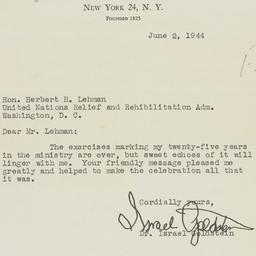 New York 24, N. Y.
Founded 1825
June 2, 1944
Hon. Herbert H. Lehman
United Nations Relief and Rehibilitation Adm.
Washington, D. C.
Dear Mr. Lehman:
The exercises marking my twenty-five years
in the ministry are over, but sweet echoes of it will
linger with me. Your friendly message pleased me
greatly and helped to make the celebration all that
it was.
Cordially yours,
Israel Goldstein
Dr. Israel Goldstein